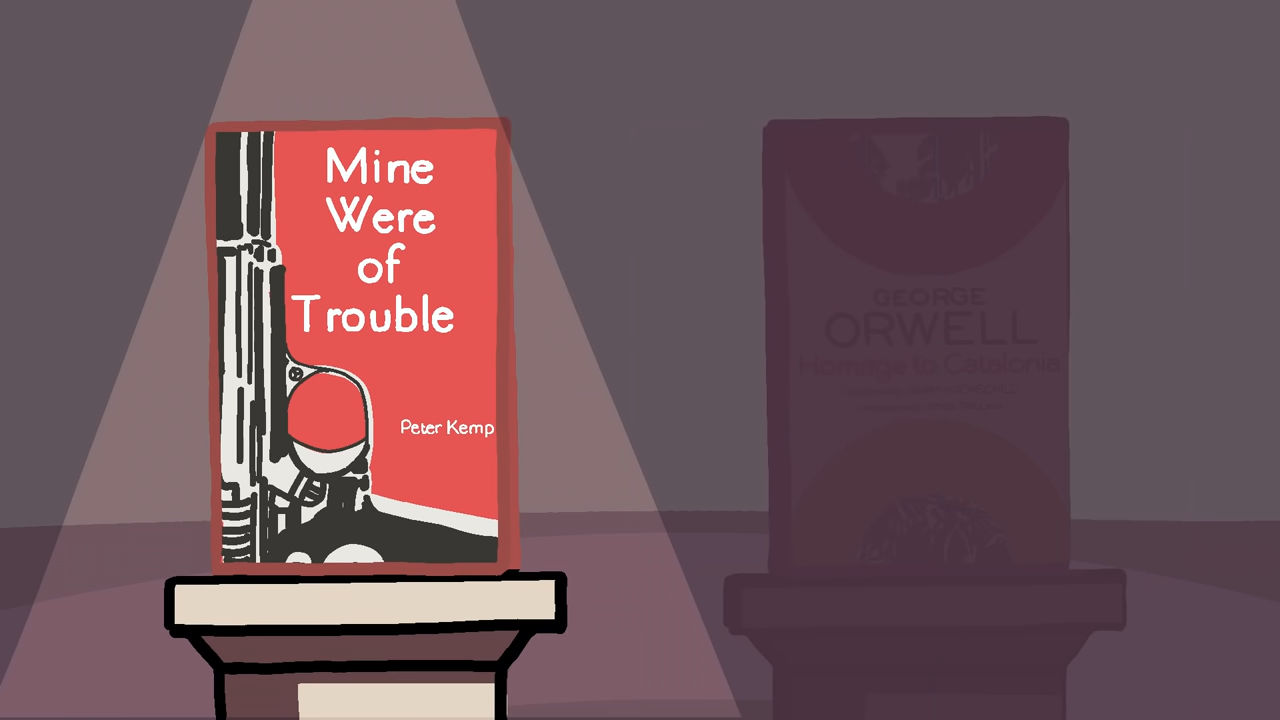 Mine
Were
of
Trouble
Peter Kemp
GEORGE
ORWELL
Homage to Catalonia